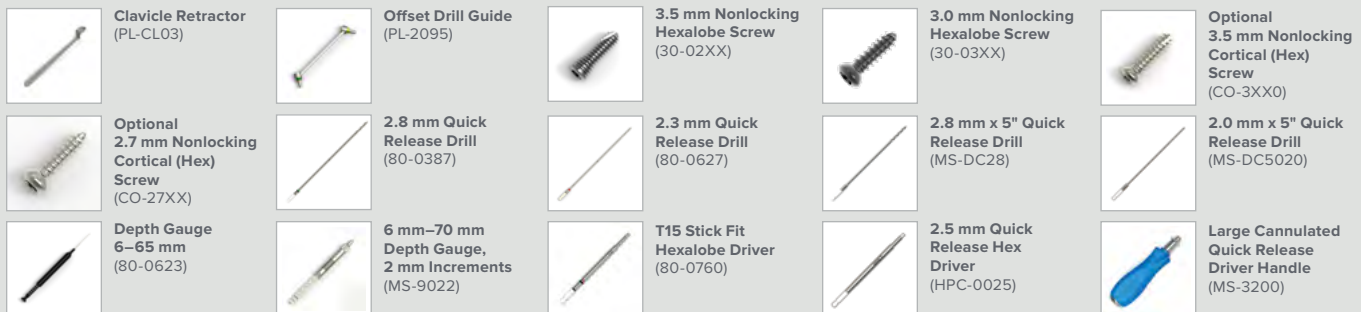 Clavicle Retractor
(PL-CL03)
Offset Drill Guide
(PL-2095)
3.5 mm Nonlocking
Hexalobe Screw
(30-02XX)
3.0 mm Nonlocking
Hexalobe Screw
(30-03XX)
Optional
3.5 mm Nonlocking
Cortical (Hex)
Screw
(CO-3XX0)
Optional
2.7 mm Nonlocking
Cortical (Hex)
Screw
(CO-27XX)
2.8 mm Quick
Release Drill
(80-0387)
2.3 mm Quick
Release Drill
(80-0627)
2.8 mm x 5" Quick
Release Drill
(MS-DC28)
2.0 mm x 5" Quick
Release Drill
(MS-DC5020)
Depth Gauge
6–65 mm
(80-0623)
6 mm–70 mm
Depth Gauge,
2 mm Increments
(MS-9022)
T15 Stick Fit
Hexalobe Driver
(80-0760)
2.5 mm Quick
Release Hex
Driver
(HPC-0025)
Large Cannulated
Quick Release
Driver Handle
(MS-3200)